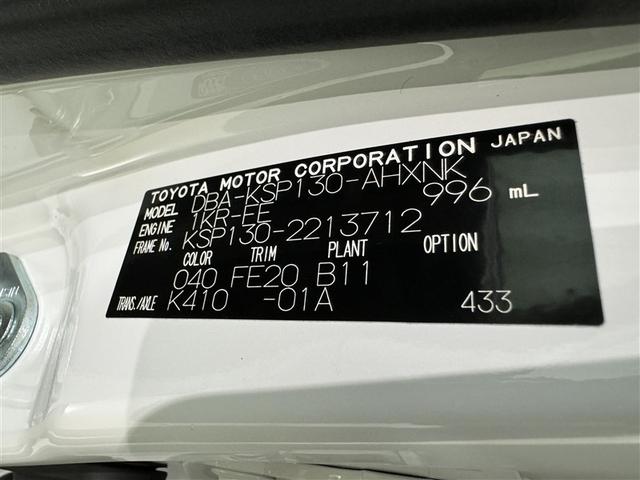 TOYOTA MOTOR CORPORATION JAPAN
MODEL DBA-KSP130-AHXNK
ENGINE 1KR-FE 996 mL
FRAME No. KSP130-2213712
COLOR TRIM PLANT OPTION
040 FE20 B11
TRANS./AXLE K410 -01A 433